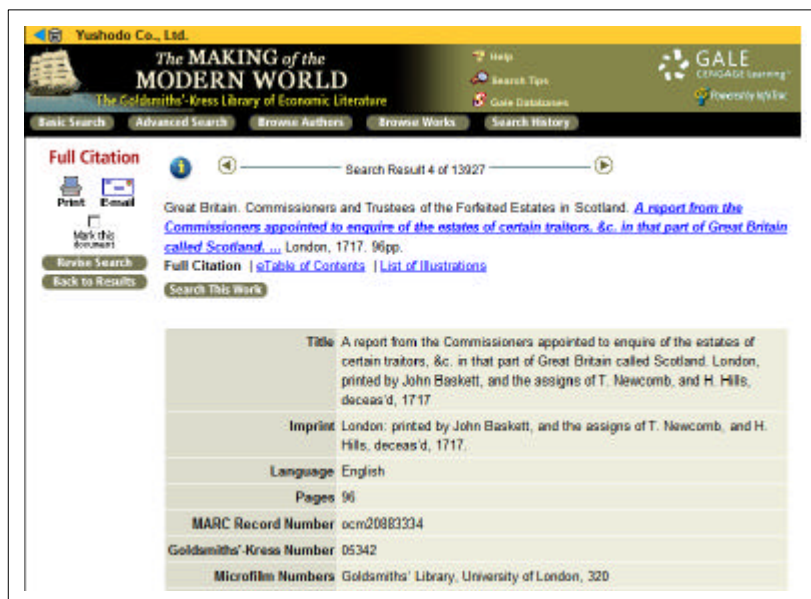 Yushodo Co., Ltd.
The MAKING of the
MODERN WORLD
The Goldsmiths'-Kress Library of Economic Literature
Help
Search Tips
Gale Databases
GALE
CENGAGE Learning
Powered by InfoTrac
Basic Search
Advanced Search
Browse Authors
Browse Works
Search History
Full Citation
Print
E-mail
Mark this
document
Revise Search
Back to Results
Search Result 4 of 13927
Great Britain. Commissioners and Trustees of the Forfeited Estates in Scotland. A report from the
Commissioners appointed to enquire of the estates of certain traitors, &c. in that part of Great Britain
called Scotland. ... London, 1717. 96pp.
Full Citation | eTable of Contents | List of Illustrations
Search This Work
Title A report from the Commissioners appointed to enquire of the estates of
certain traitors, &c. in that part of Great Britain called Scotland. London,
printed by John Baskett, and the assigns of T. Newcomb, and H. Hills,
deceas'd, 1717
Imprint London: printed by John Baskett, and the assigns of T. Newcomb, and H.
Hills, deceas'd, 1717.
Language English
Pages 96
MARC Record Number ocm20883334
Goldsmiths'-Kress Number 05342
Microfilm Numbers Goldsmiths' Library, University of London, 320